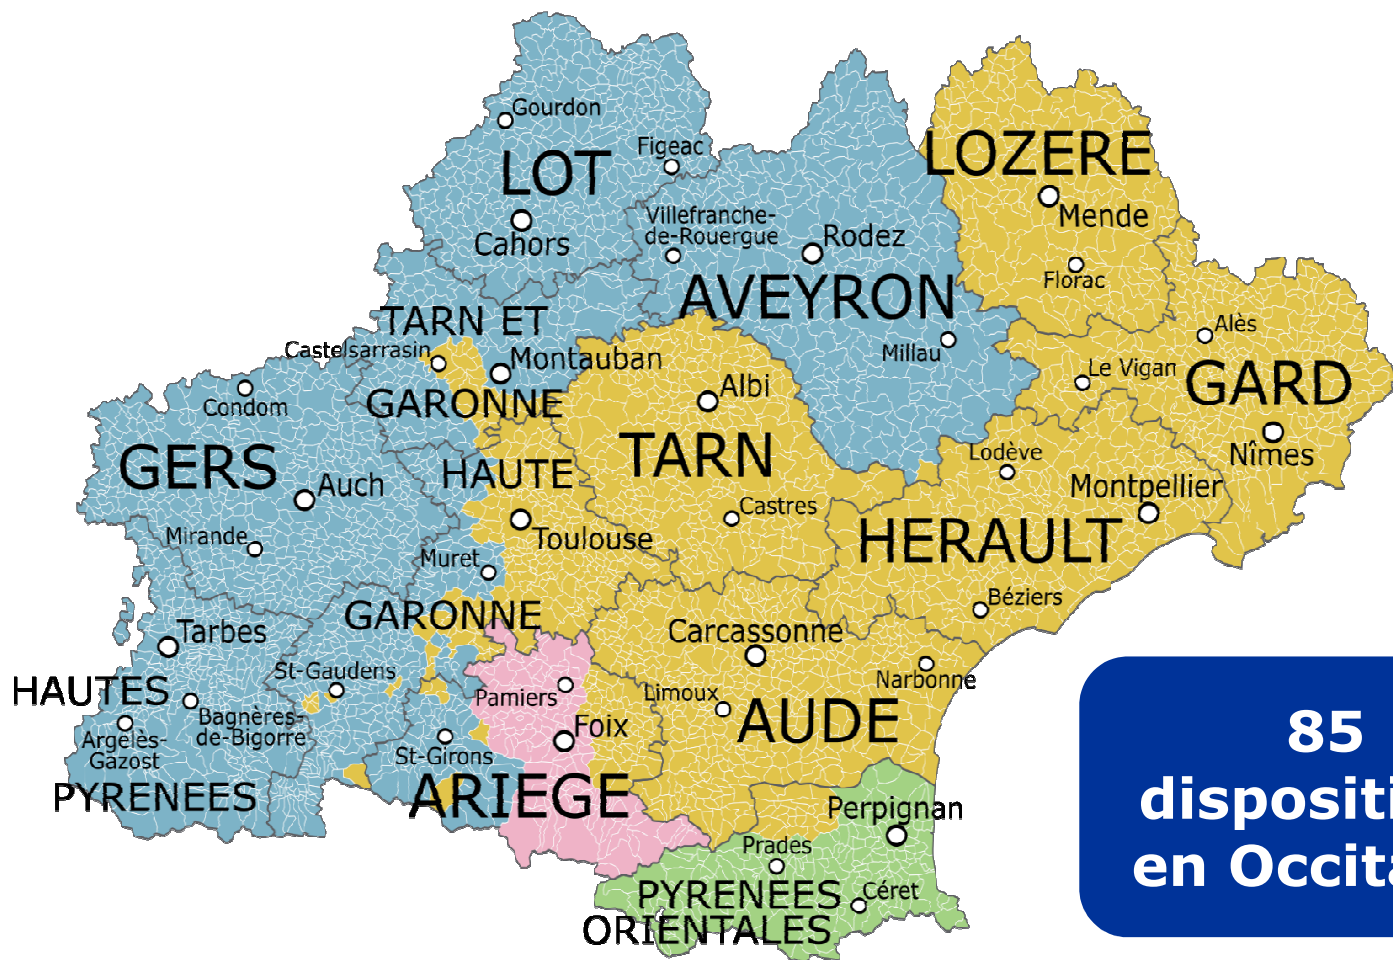 Gourdon
LOT
Figeac
Cahors
Villefranche-
de-Rouergue
Rodez
AVEYRON
Millau
LOZERE
Mende
Florac
TARN ET
Castelsarrasin
Montauban
GARONNE
Condom
GERS
Auch
Mirande
HAUTE
Toulouse
Muret
GARONNE
Albi
TARN
Castres
Alès
Le Vigan
GARD
Nîmes
Lodève
Montpellier
HERAULT
Béziers
Tarbes
HAUTES
Bagnères-
de-Bigorre
Argelès-
Gazost
PYRENEES
St-Gaudens
Pamiers
Foix
St-Girons
ARIEGE
Carcassonne
Narbonne
Limoux
AUDE
Perpignan
Prades
PYRENEES
Céret
ORIENTALES
85
dispositi
en Occita